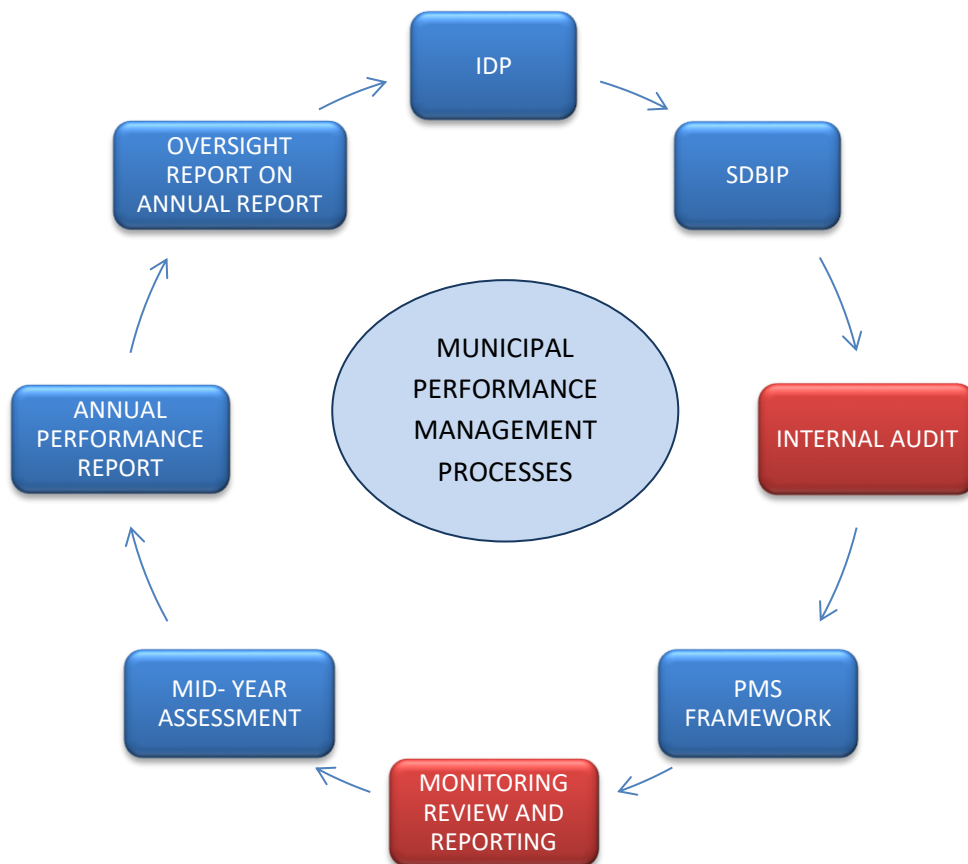 IDP
SDBIP
INTERNAL AUDIT
PMS
FRAMEWORK
MONITORING
REVIEW AND
REPORTING
MID- YEAR
ASSESSMENT
ANNUAL
PERFORMANCE
REPORT
OVERSIGHT
REPORT ON
ANNUAL REPORT
MUNICIPAL
PERFORMANCE
MANAGEMENT
PROCESSES